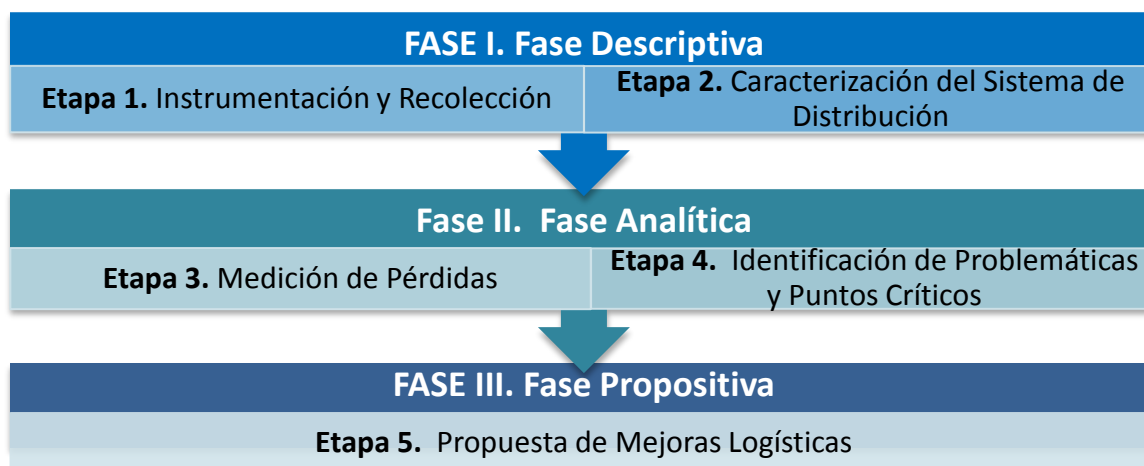 FASE I. Fase Descriptiva
Etapa 1. Instrumentación y Recolección
Etapa 2. Caracterización del Sistema de
Distribución
Fase II.  Fase Analítica
Etapa 3. Medición de Pérdidas
Etapa 4.  Identificación de Problemáticas
y Puntos Críticos
FASE III. Fase Propositiva
Etapa 5.  Propuesta de Mejoras Logísticas